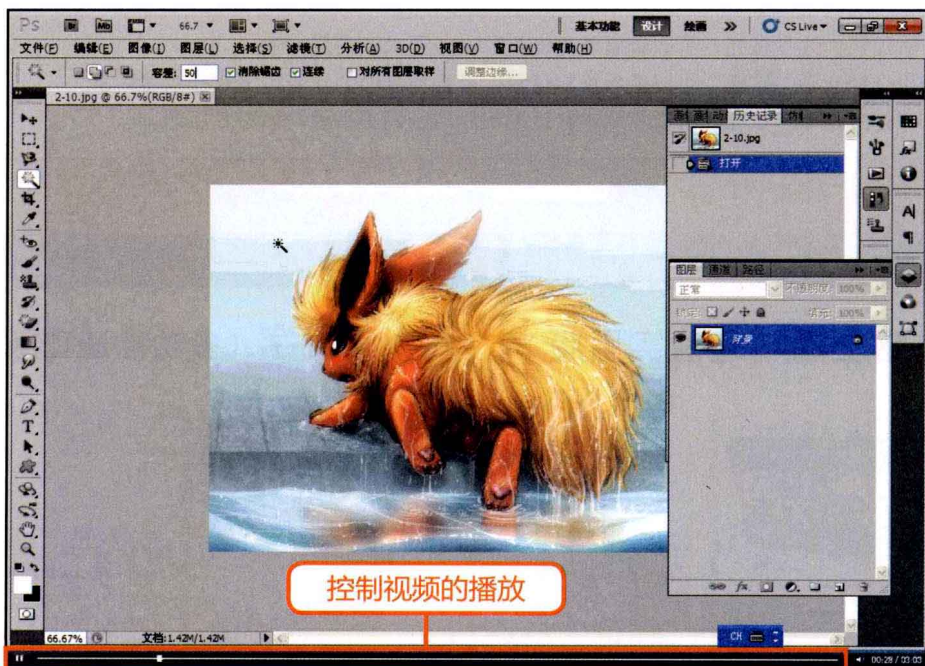 Ps Br Mb 66.7 基本功能 设计 绘画 CS Live
文件(F) 编辑(E) 图像(I) 图层(L) 选择(S) 滤镜(T) 分析(A) 3D(D) 视图(V) 窗口(W) 帮助(H)
容差: 50 消除锯齿 连续 对所有图层取样 调整边缘...
2-10.jpg @ 66.7%(RGB/8#)
历史记录
2-10.jpg
打开
图层 通道 路径
正常 不透明度: 100%
锁定: 填充: 100%
背景
控制视频的播放
66.67% 文档:1.42M/1.42M CH
00:28 / 03:03